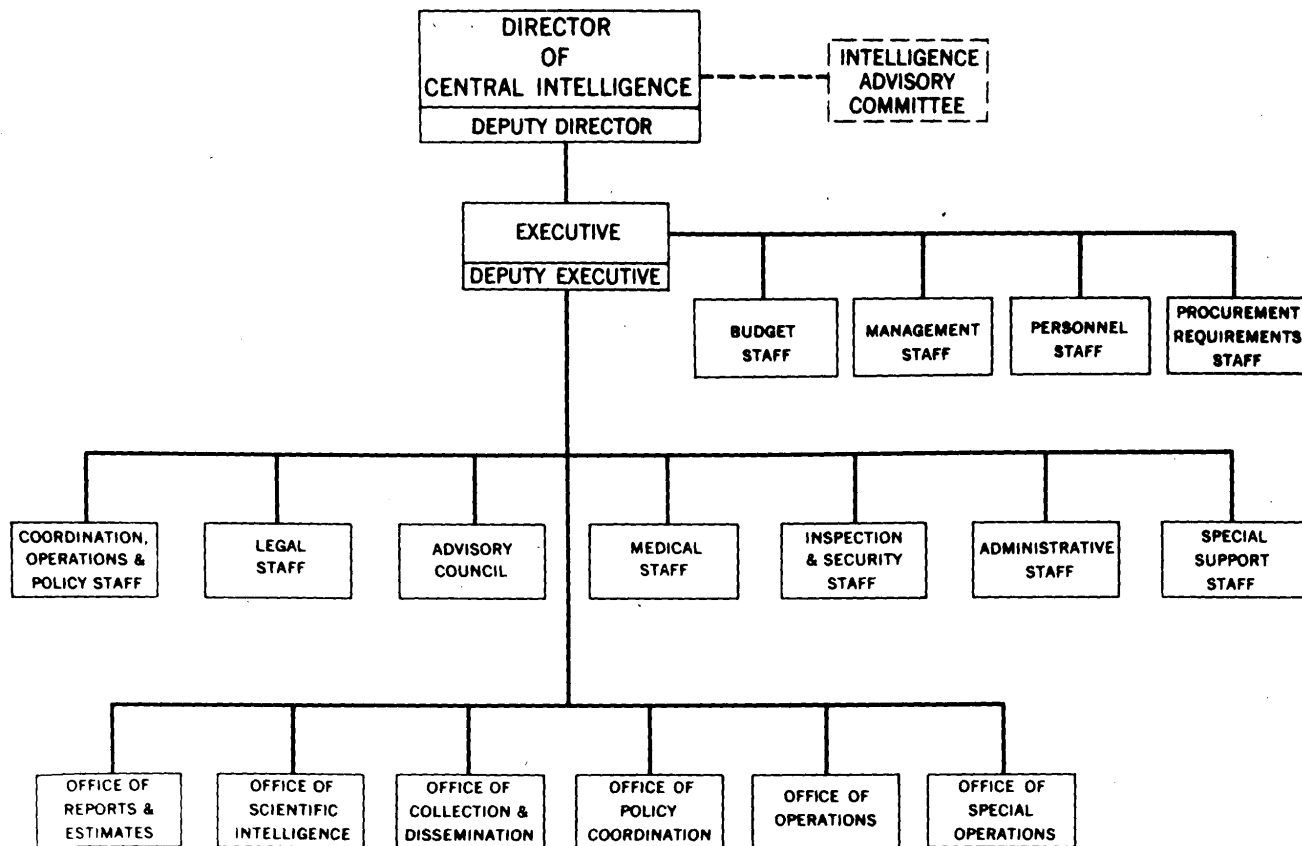 DIRECTOR
OF
CENTRAL INTELLIGENCE
DEPUTY DIRECTOR
INTELLIGENCE
ADVISORY
COMMITTEE
EXECUTIVE
DEPUTY EXECUTIVE
BUDGET
STAFF
MANAGEMENT
STAFF
PERSONNEL
STAFF
PROCUREMENT
REQUIREMENTS
STAFF
COORDINATION,
OPERATIONS &
POLICY STAFF
LEGAL
STAFF
ADVISORY
COUNCIL
MEDICAL
STAFF
INSPECTION
& SECURITY
STAFF
ADMINISTRATIVE
STAFF
SPECIAL
SUPPORT
STAFF
OFFICE OF
REPORTS &
ESTIMATES
OFFICE OF
SCIENTIFIC
INTELLIGENCE
OFFICE OF
COLLECTION &
DISSEMINATION
OFFICE OF
POLICY
COORDINATION
OFFICE OF
OPERATIONS
OFFICE OF
SPECIAL
OPERATIONS